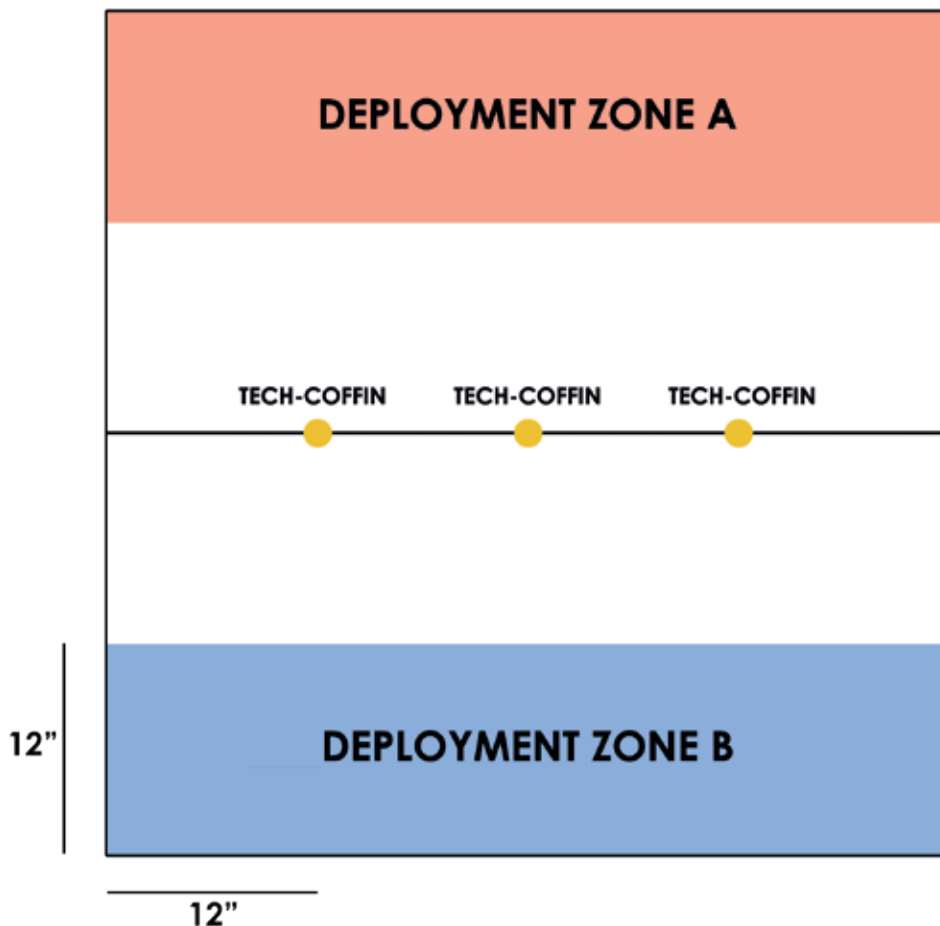 DEPLOYMENT ZONE A
TECH-COFFIN TECH-COFFIN TECH-COFFIN
12”
DEPLOYMENT ZONE B
12”